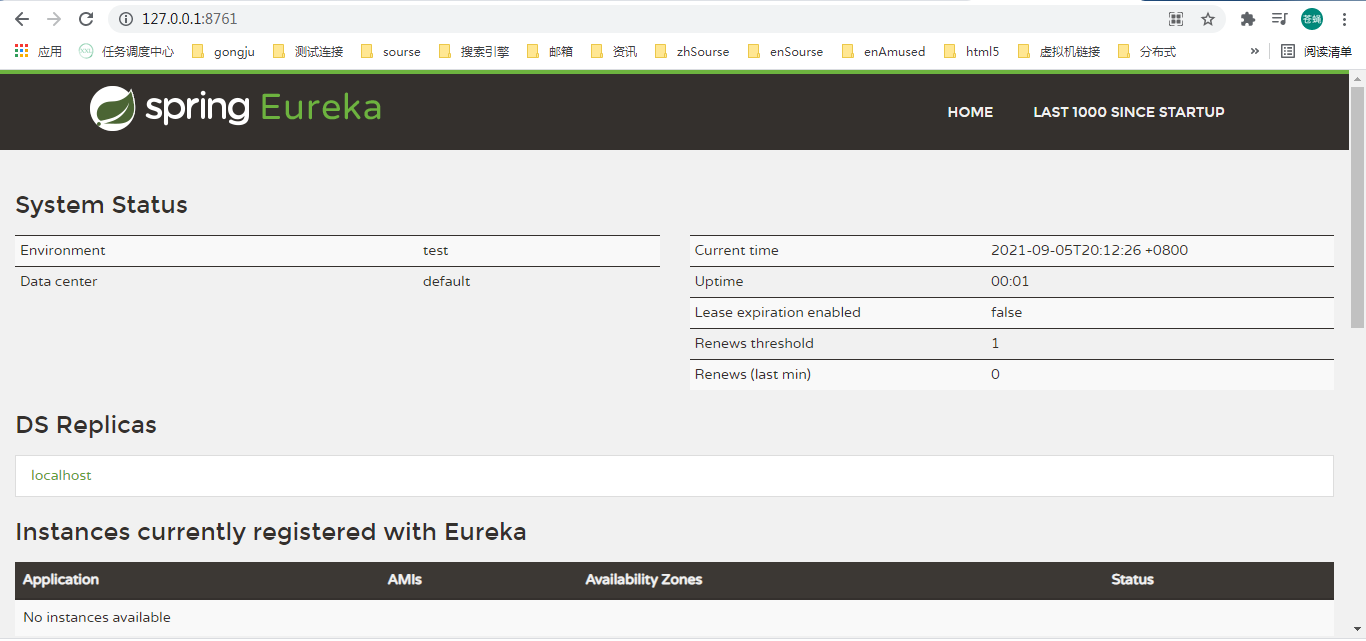 127.0.0.1:8761
苍蝇
应用 任务调度中心 gongju 测试连接 sourse 搜索引擎 邮箱 资讯 zhSourse enSourse enAmused html5 虚拟机链接 分布式 » 阅读清单
spring Eureka HOME LAST 1000 SINCE STARTUP
System Status
Environment test
Data center default
Current time 2021-09-05T20:12:26 +0800
Uptime 00:01
Lease expiration enabled false
Renews threshold 1
Renews (last min) 0
DS Replicas
localhost
Instances currently registered with Eureka
Application AMIs Availability Zones Status
No instances available